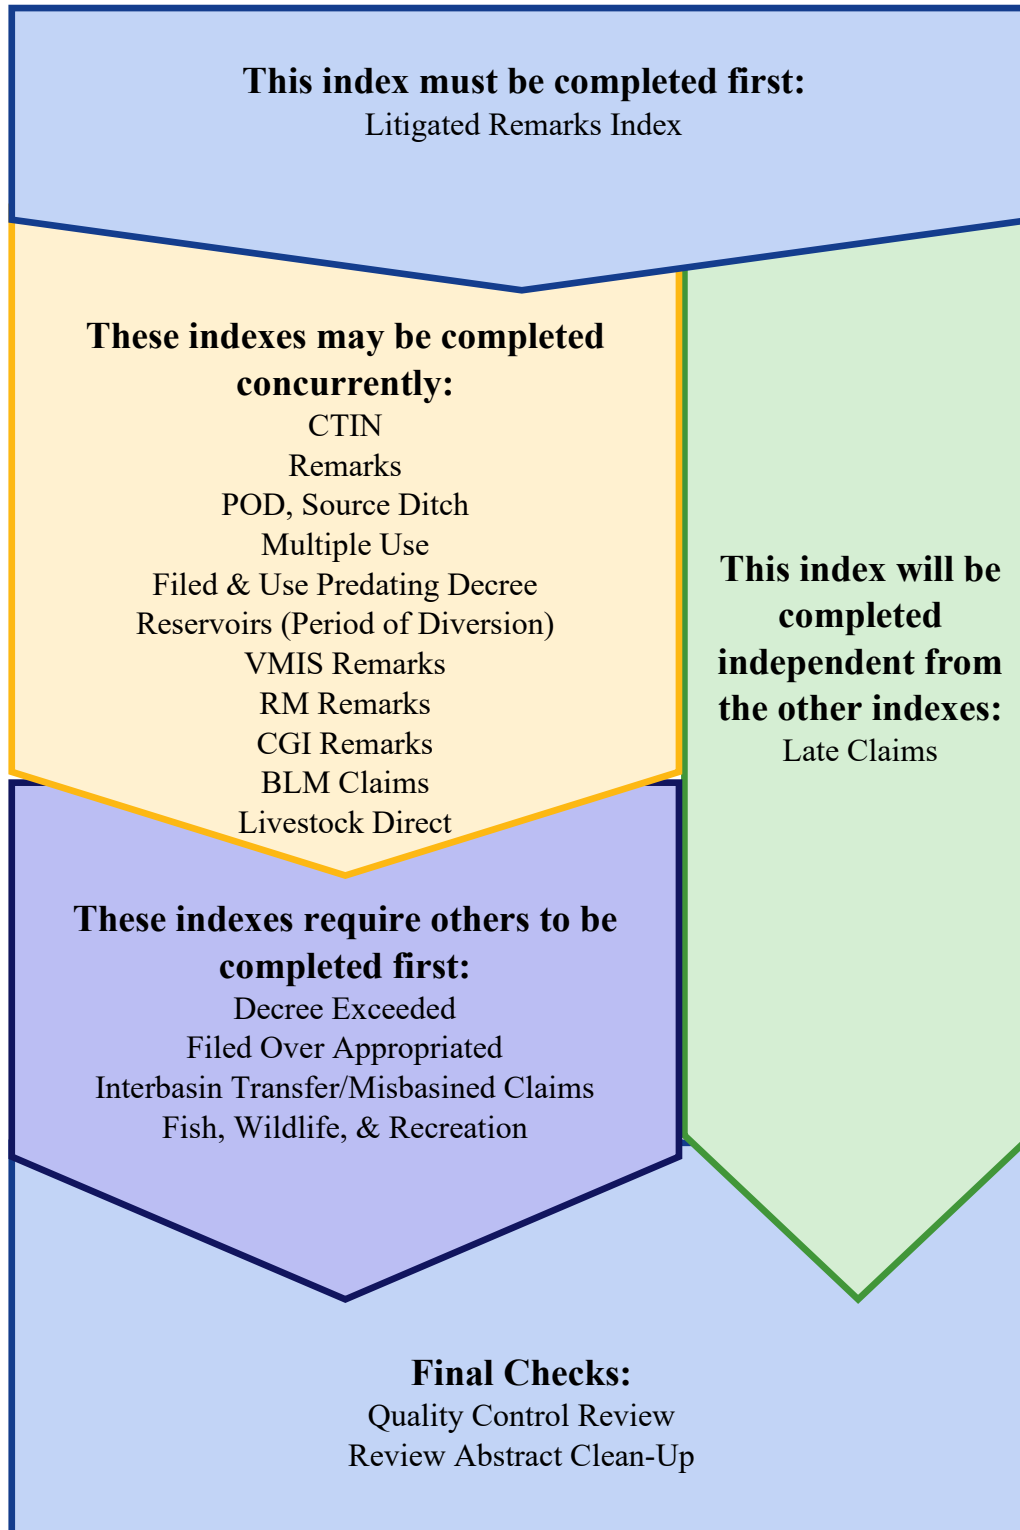 This index must be completed first:
Litigated Remarks Index
These indexes may be completed
concurrently:
CTIN
Remarks
POD, Source Ditch
Multiple Use
Filed & Use Predating Decree
Reservoirs (Period of Diversion)
VMIS Remarks
RM Remarks
CGI Remarks
BLM Claims
Livestock Direct
This index will be
completed
independent from
the other indexes:
Late Claims
These indexes require others to be
completed first:
Decree Exceeded
Filed Over Appropriated
Interbasin Transfer/Misbasined Claims
Fish, Wildlife, & Recreation
Final Checks:
Quality Control Review
Review Abstract Clean-Up